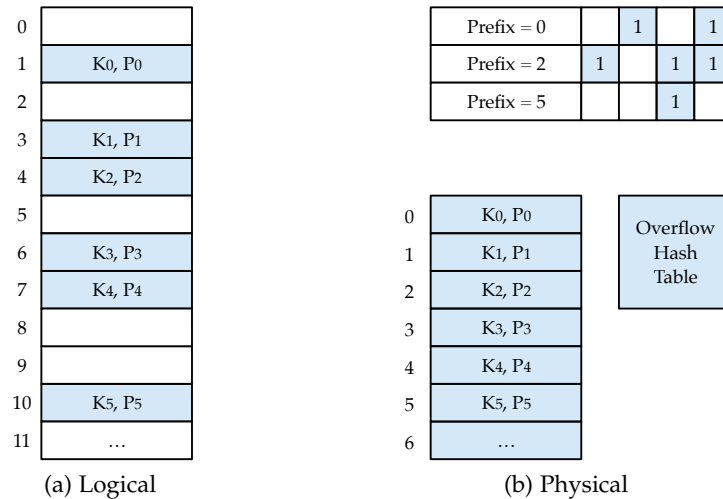 0
1 K0, P0
2
3 K1, P1
4 K2, P2
5
6 K3, P3
7 K4, P4
8
9
10 K5, P5
11 …
(a) Logical
Prefix = 0 1 1
Prefix = 2 1 1 1
Prefix = 5 1
0 K0, P0
1 K1, P1
2 K2, P2
3 K3, P3
4 K4, P4
5 K5, P5
6 …
Overflow
Hash
Table
(b) Physical